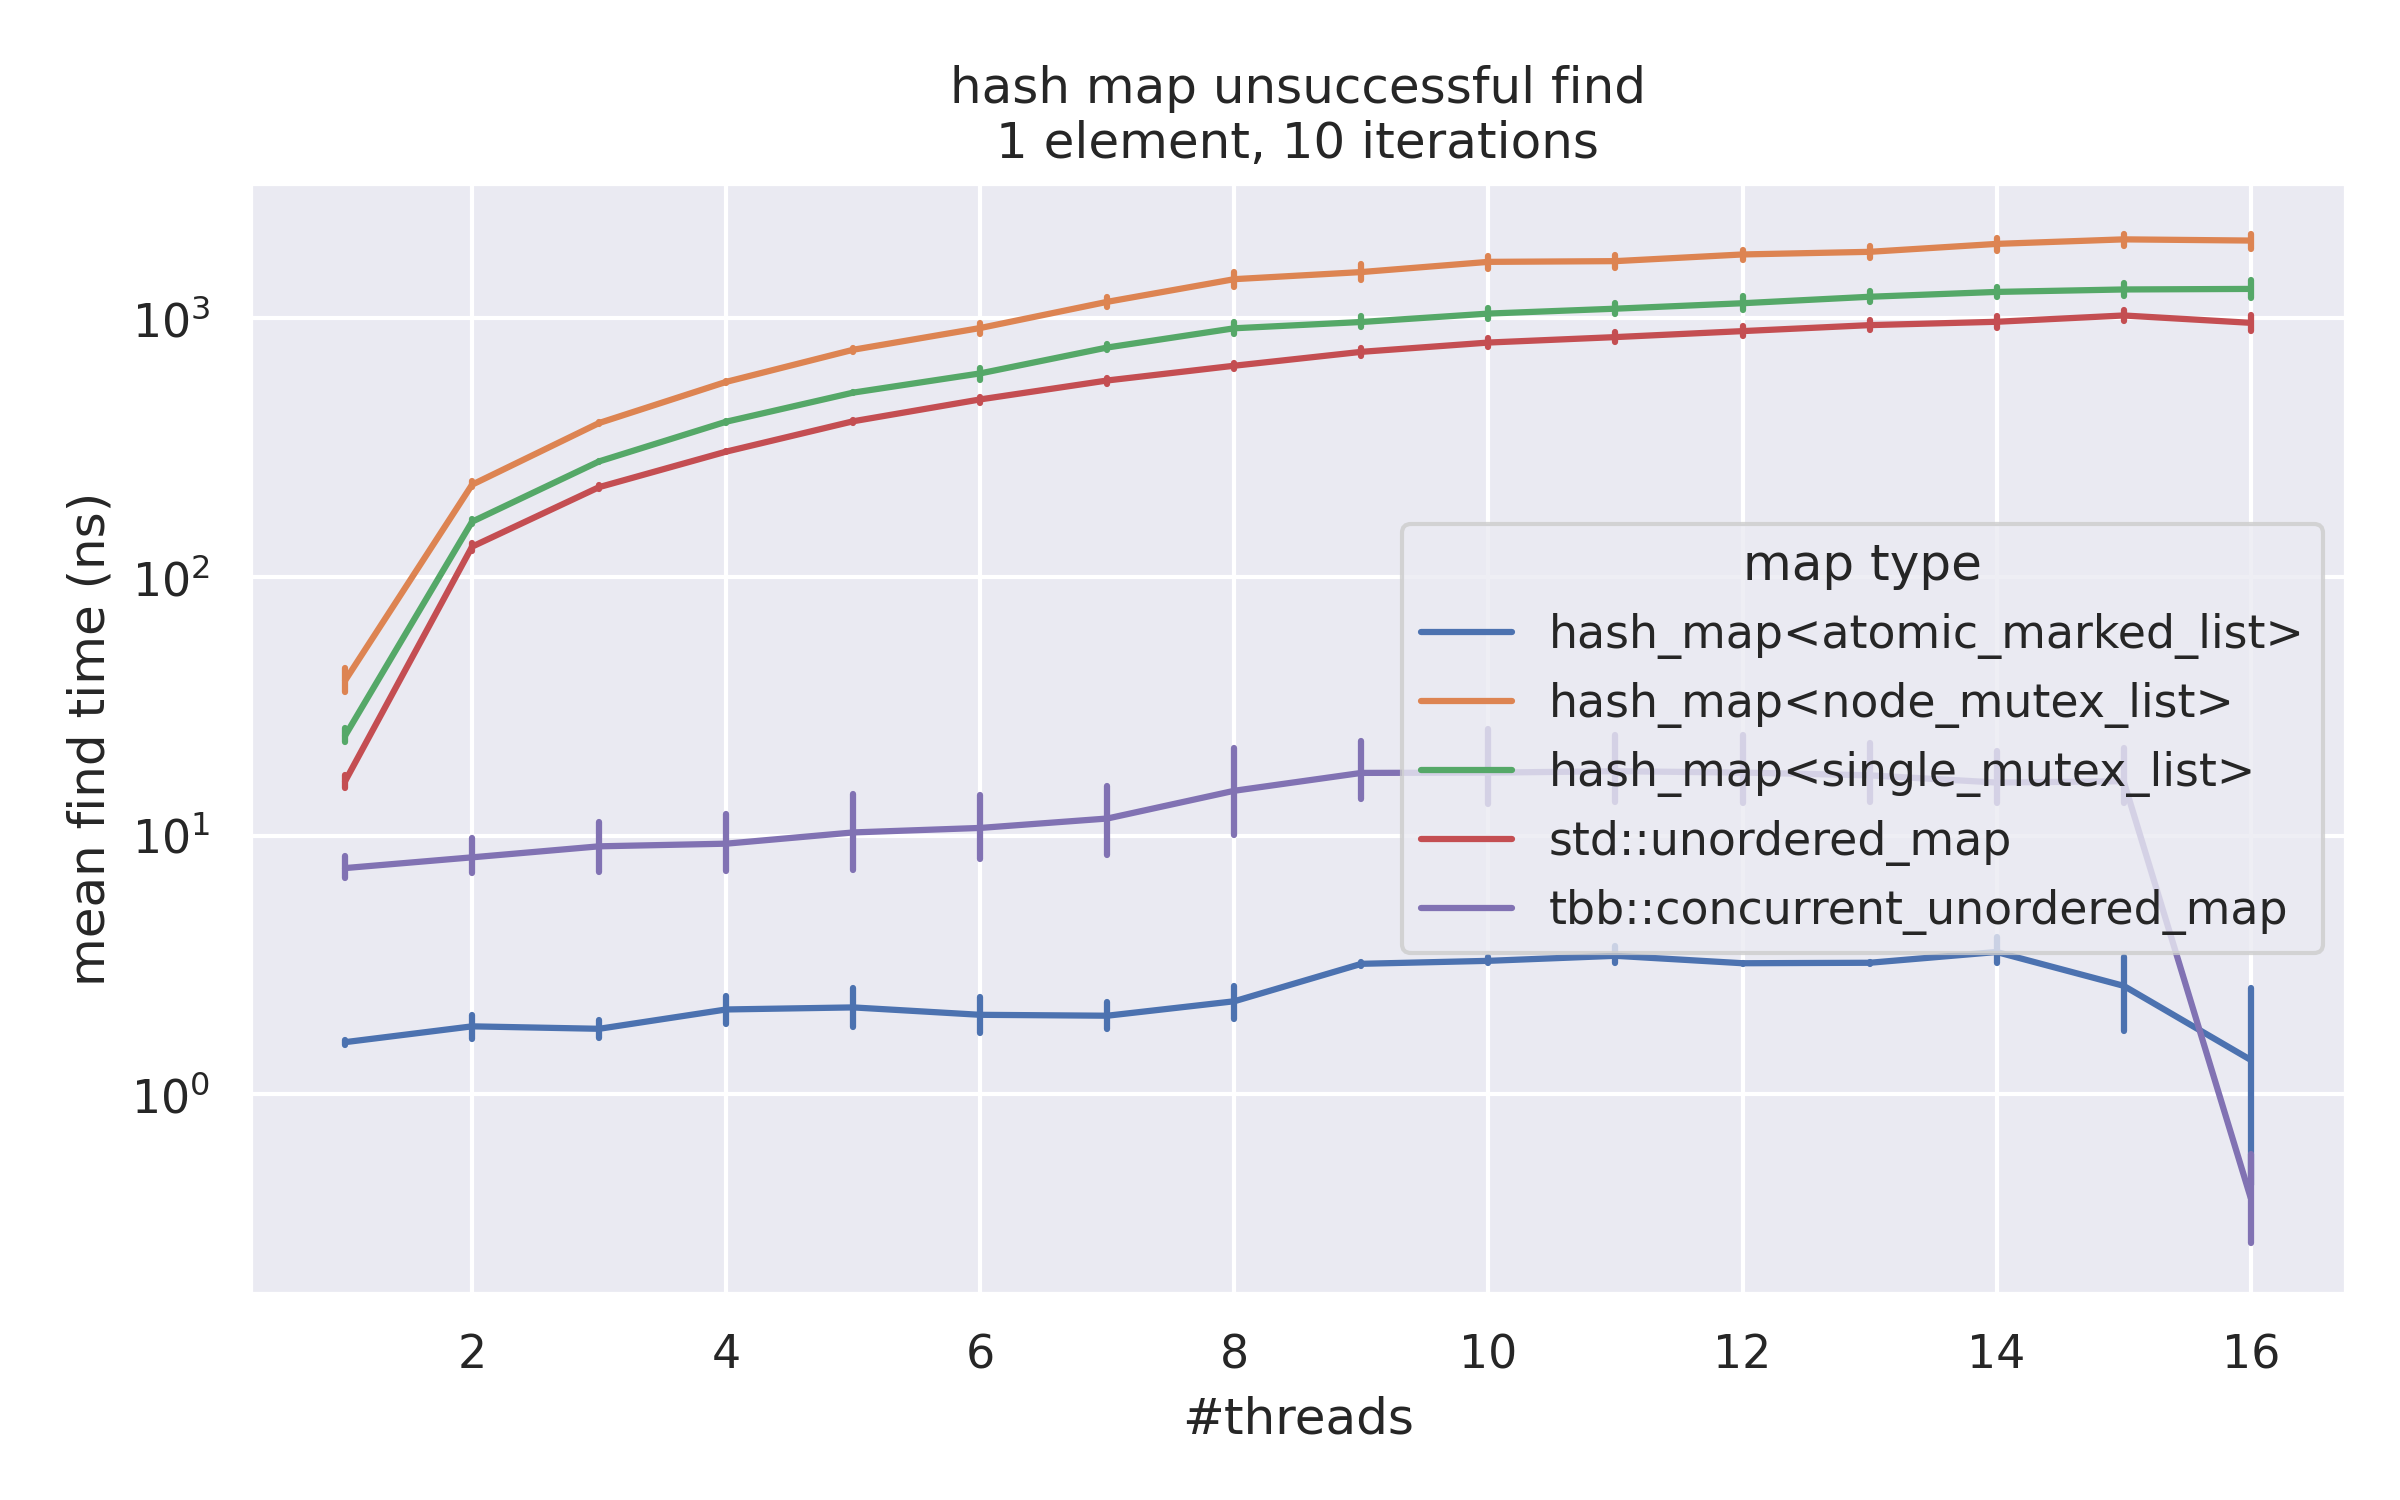 hash map unsuccessful find
1 element, 10 iterations
mean find time (ns)
10³
10²
10¹
10⁰
map type
hash_map<atomic_marked_list>
hash_map<node_mutex_list>
hash_map<single_mutex_list>
std::unordered_map
tbb::concurrent_unordered_map
2 4 6 8 10 12 14 16
#threads